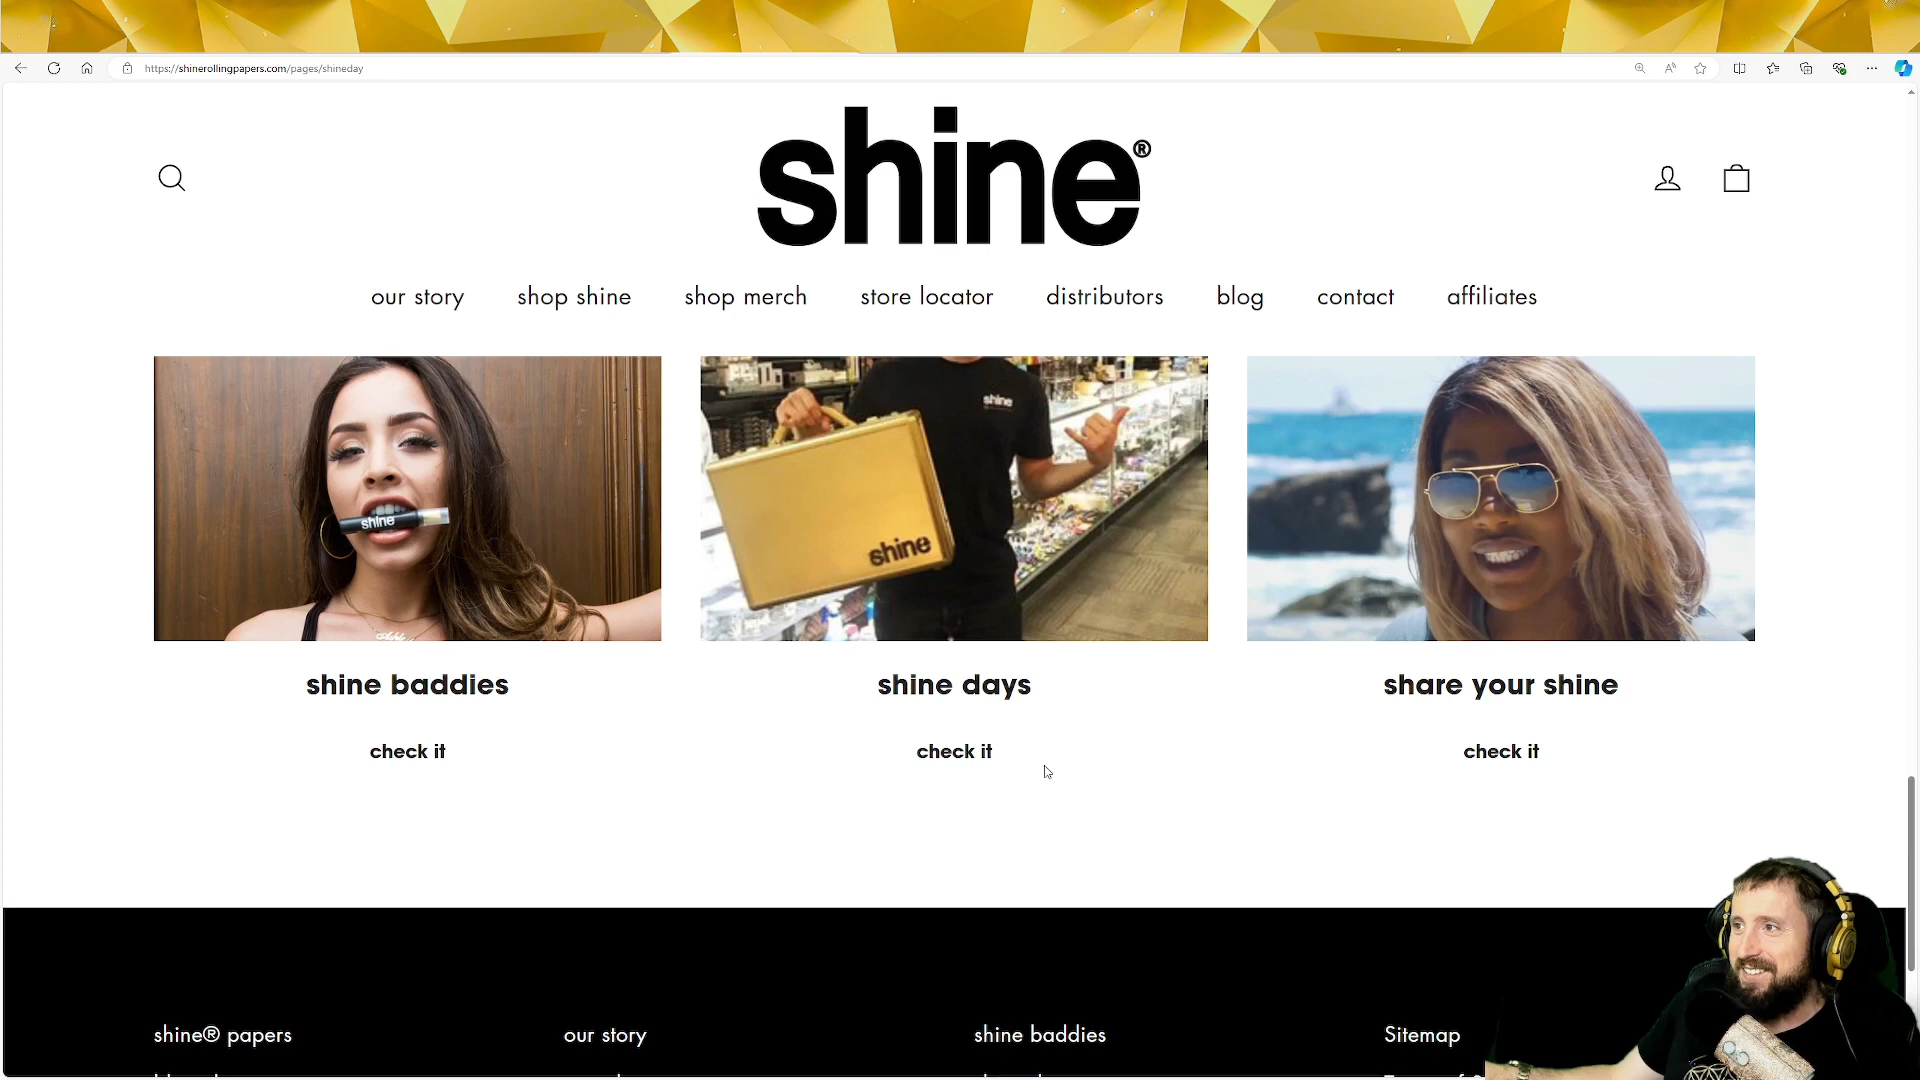 https://shinerollingpapers.com/pages/shineday
shine®
our story shop shine shop merch store locator distributors blog contact affiliates
shine
shine
shine
shine baddies shine days share your shine
check it check it check it
shine® papers our story shine baddies Sitemap